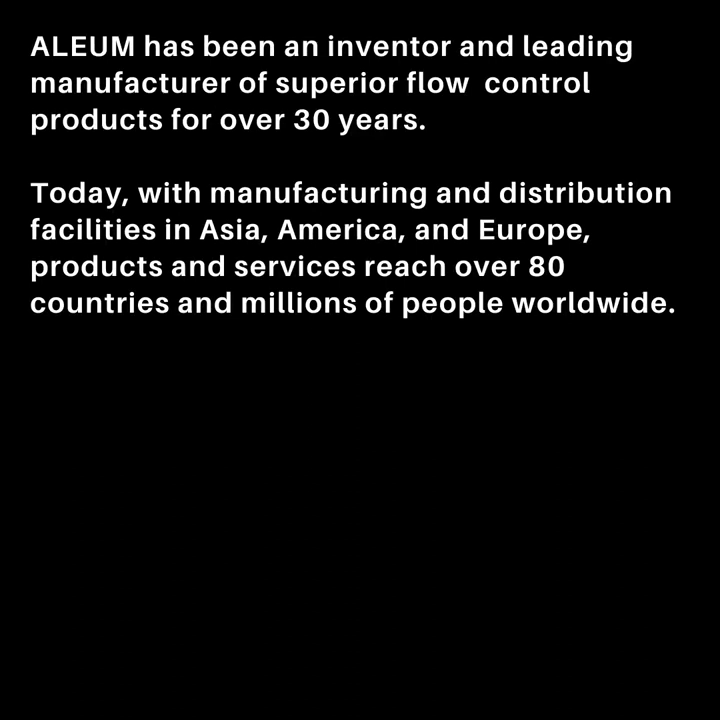 ALEUM has been an inventor and leading
manufacturer of superior flow  control
products for over 30 years.
Today, with manufacturing and distribution
facilities in Asia, America, and Europe,
products and services reach over 80
countries and millions of people worldwide.